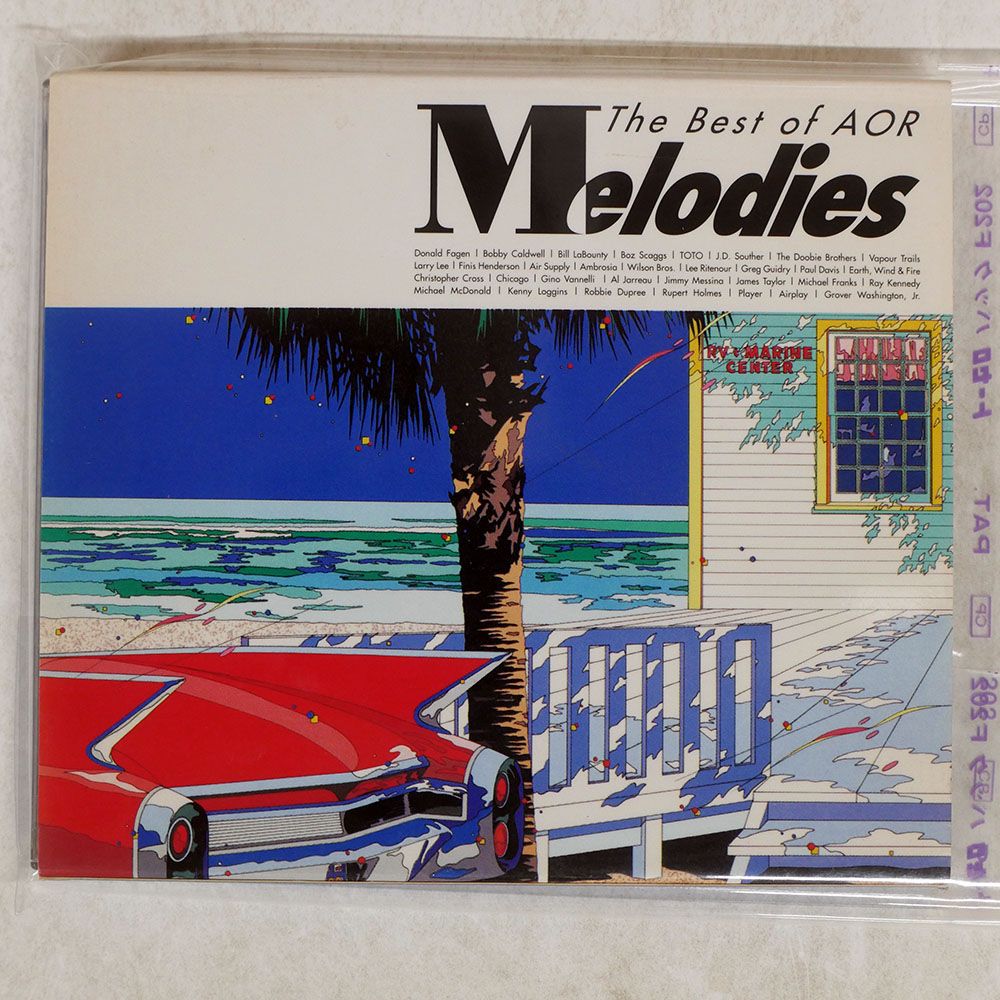 The Best of AOR
Melodies
Donald Fagen | Bobby Caldwell | Bill LaBounty | Boz Scaggs | TOTO | J.D. Souther | The Doobie Brothers | Vapour Trails
Larry Lee | Finis Henderson | Air Supply | Ambrosia | Wilson Bros. | Lee Ritenour | Greg Guidry | Paul Davis | Earth, Wind & Fire
Christopher Cross | Chicago | Gino Vannelli | Al Jarreau | Jimmy Messina | James Taylor | Michael Franks | Ray Kennedy
Michael McDonald | Kenny Loggins | Robbie Dupree | Rupert Holmes | Player | Airplay | Grover Washington, Jr.
RV & MARINE
CENTER
CP
PAT
CP